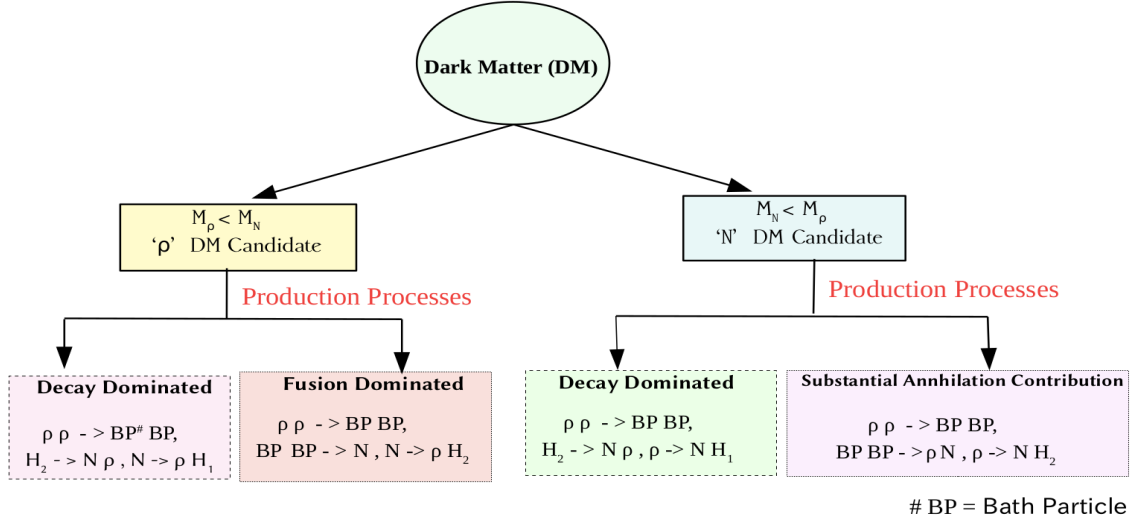 Dark Matter (DM)
M_ρ < M_N
‘ρ’ DM Candidate
Production Processes
Decay Dominated
ρ ρ - > BP# BP,
H₂ - > N ρ , N -> ρ H₁
Fusion Dominated
ρ ρ - > BP BP,
BP BP - > N , N -> ρ H₂
M_N < M_ρ
‘N’ DM Candidate
Production Processes
Decay Dominated
ρ ρ - > BP BP,
H₂ - > N ρ , ρ -> N H₁
Substantial Annhilation Contribution
ρ ρ - > BP BP,
BP BP - >ρ N , ρ -> N H₂
# BP = Bath Particle